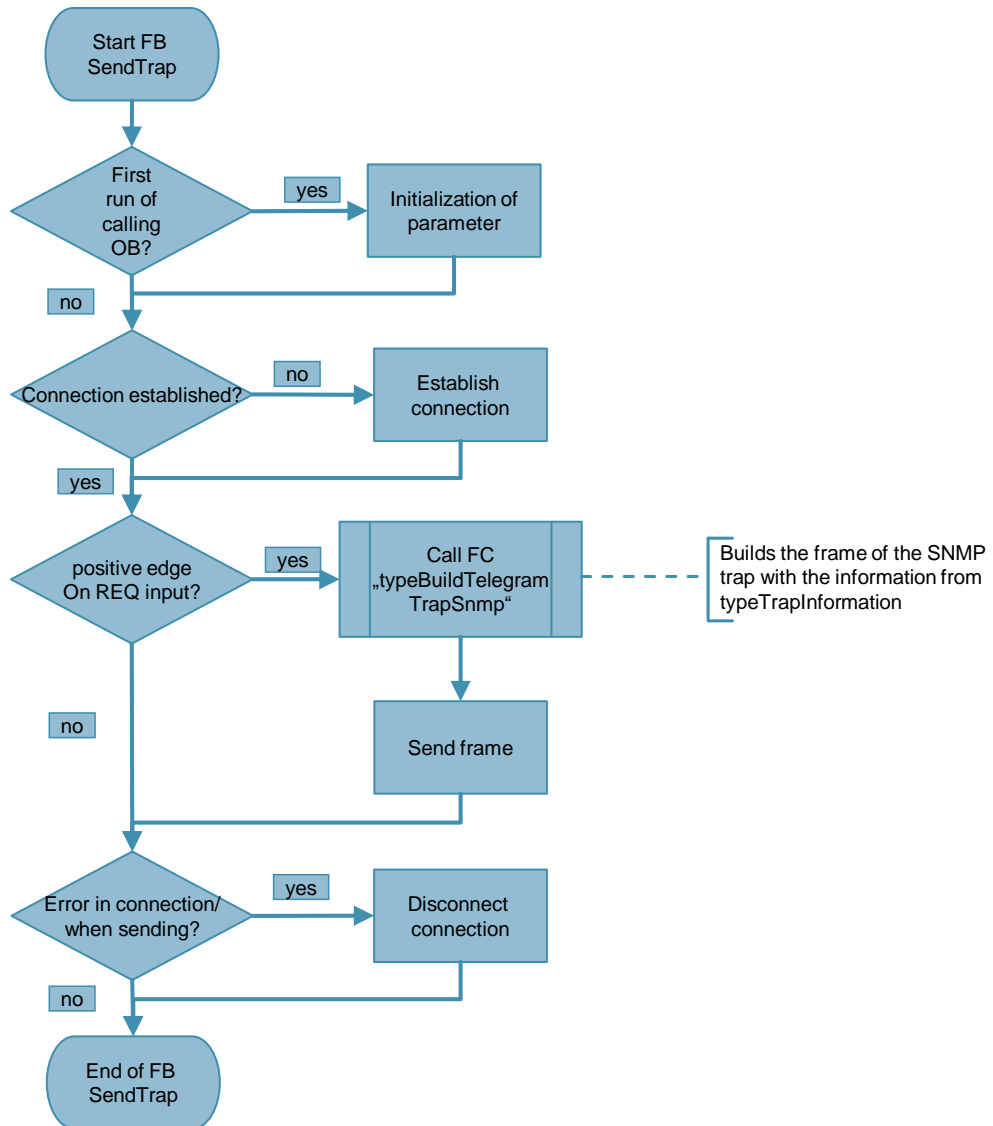 Start FB
SendTrap
First
run of
calling
OB?
yes
Initialization of
parameter
no
Connection established?
no
Establish
connection
yes
positive edge
On REQ input?
yes
Call FC
„typeBuildTelegram
TrapSnmp“
Builds the frame of the SNMP
trap with the information from
typeTrapInformation
no
Send frame
Error in connection/
when sending?
yes
Disconnect
connection
no
End of FB
SendTrap